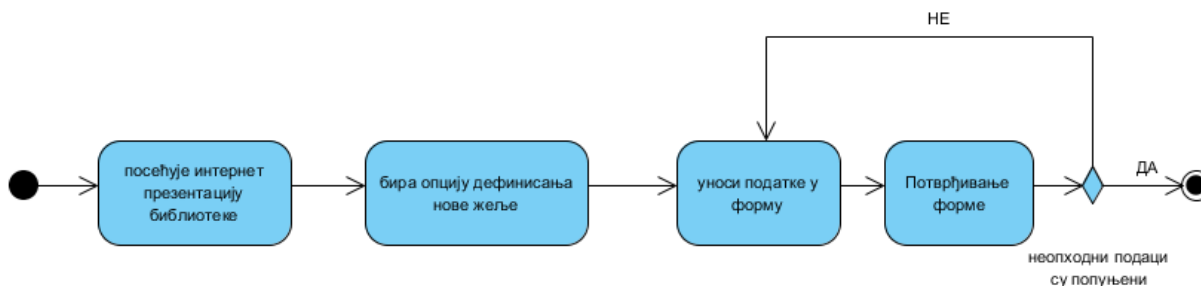 НЕ
посећује интернет
презентацију
библиотеке
бира опцију дефинисања
нове жеље
уноси податке у
форму
Потврђивање
форме
ДА
неопходни подаци
су попуњени